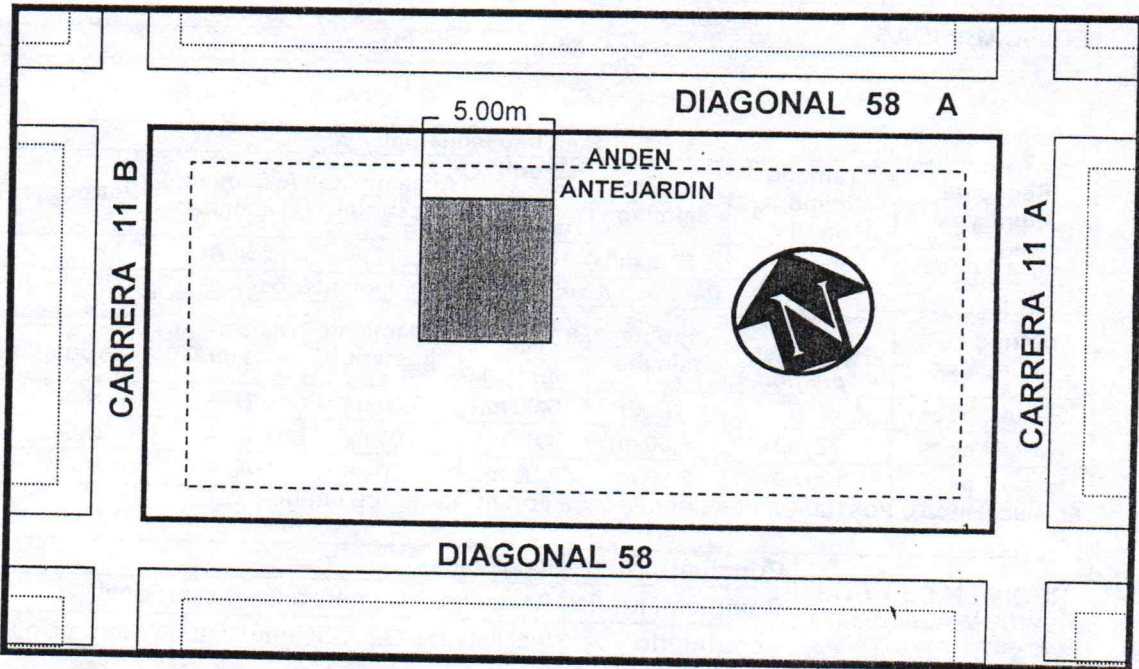 DIAGONAL 58 A
5.00m
ANDEN
ANTEJARDIN
CARRERA 11 B
CARRERA 11 A
N
DIAGONAL 58